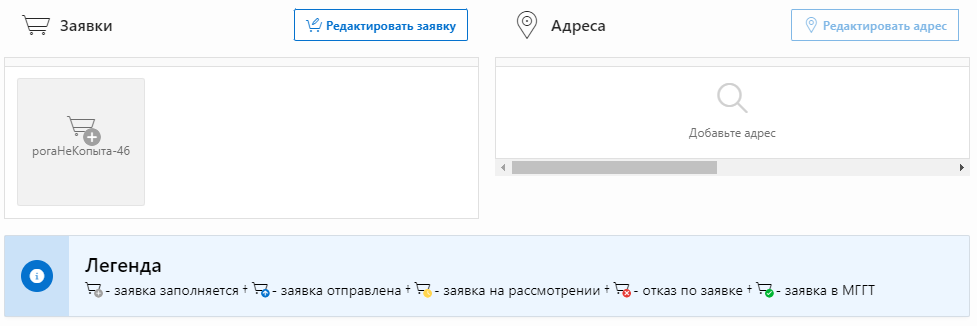 Заявки
Редактировать заявку
Адреса
Редактировать адрес
рогаНеКопыта-46
Добавьте адрес
Легенда
- заявка заполняется † - заявка отправлена † - заявка на рассмотрении † - отказ по заявке † - заявка в МГГТ